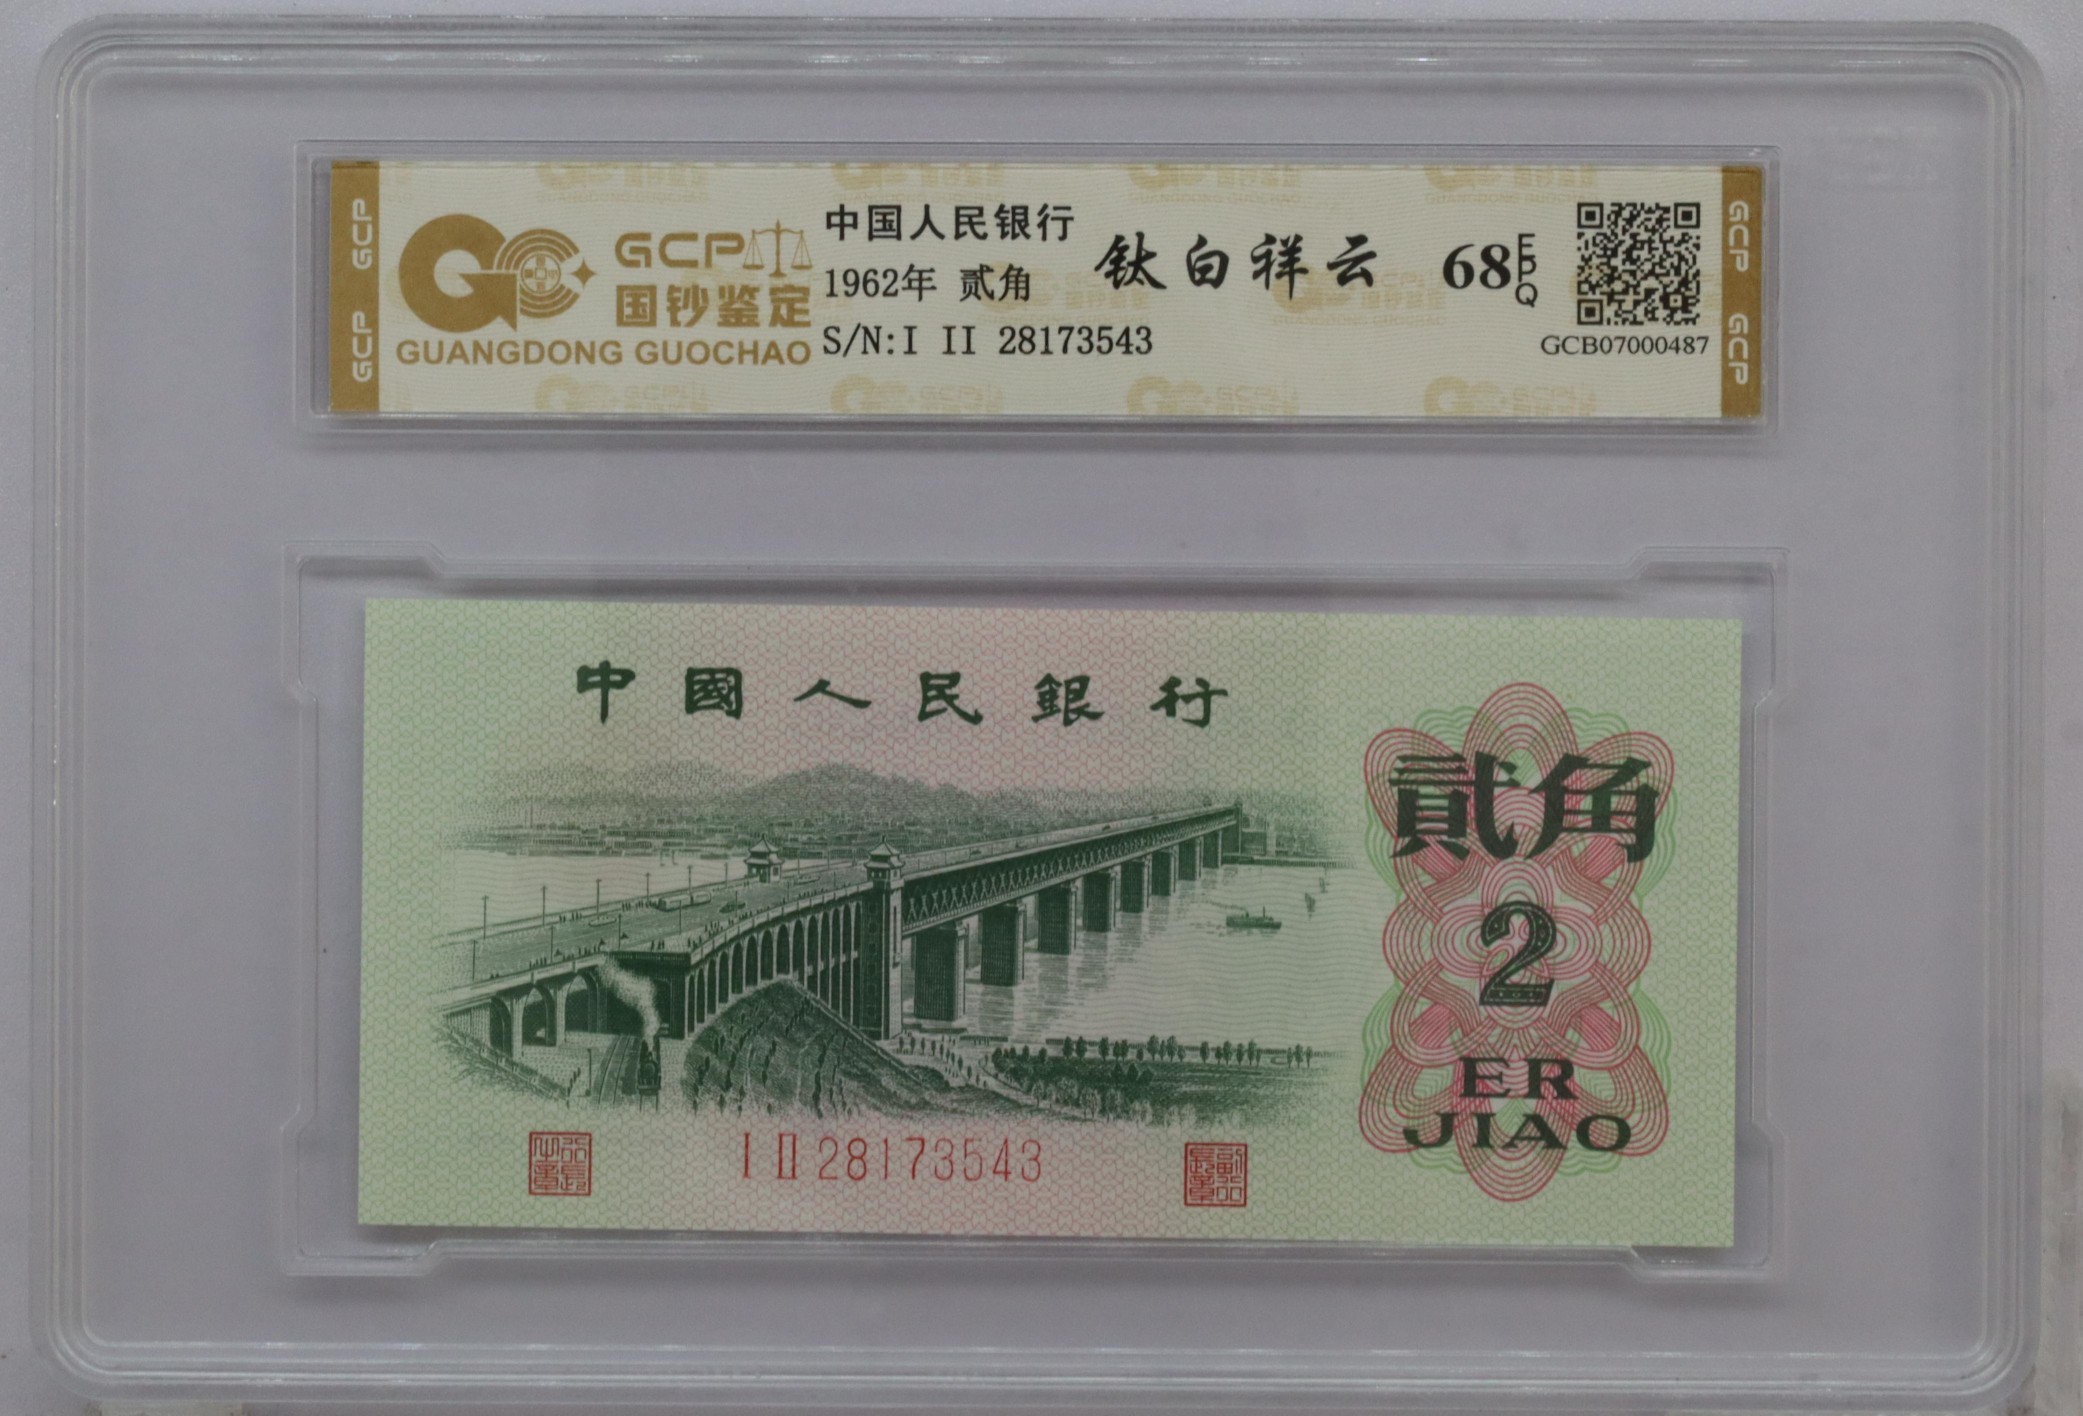 GCP
GCP
GCP
国钞鉴定
GUANGDONG GUOCHAO
中国人民银行
1962年 贰角
S/N:I II 28173543
钛白祥云
68 EPQ
GCB07000487
GCP
GCP
中國人民銀行
貳角
2
ER
JIAO
I II 28173543